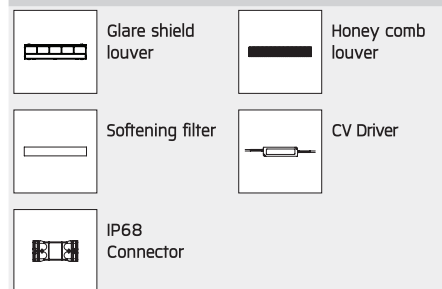 Glare shield
louver
Honey comb
louver
Softening filter
CV Driver
IP68
Connector